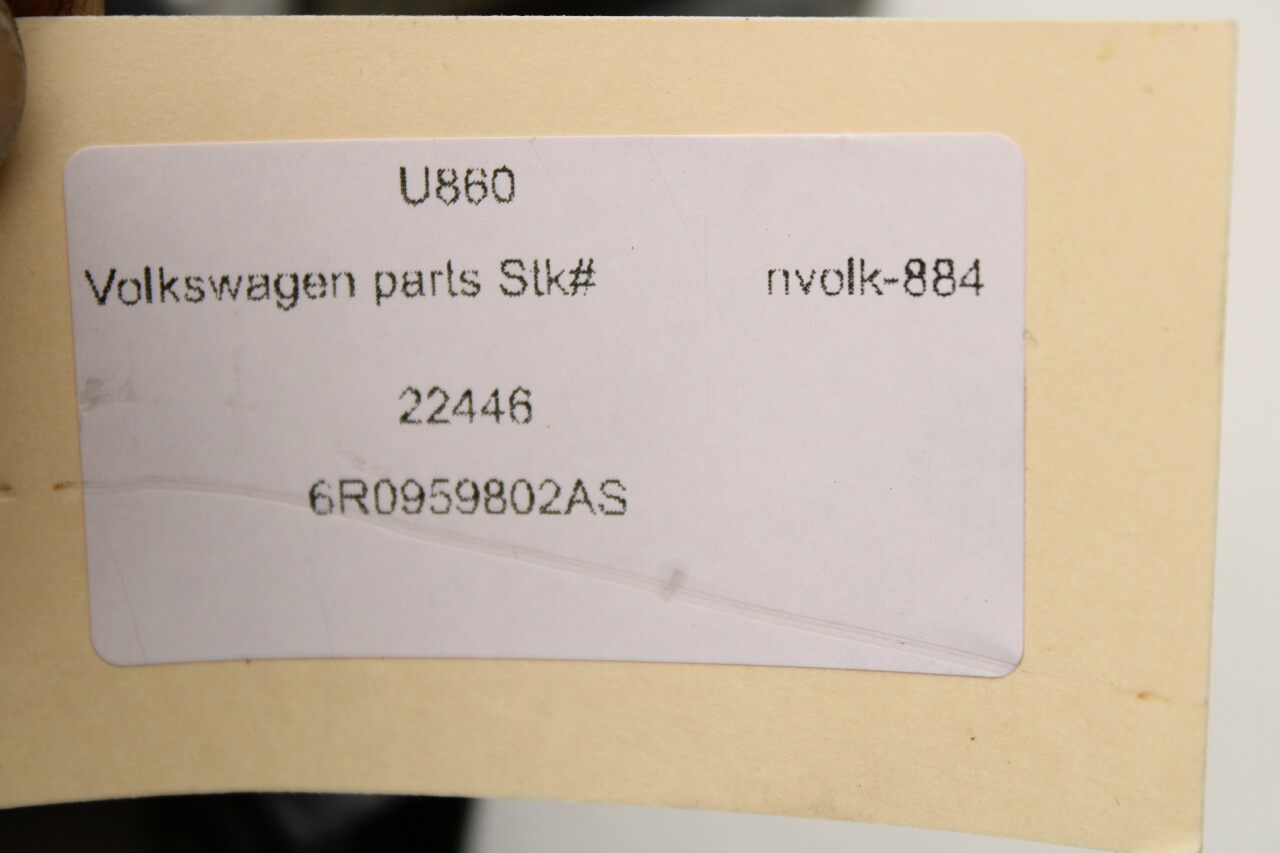 U860
Volkswagen parts Stk# nvolk-884
22446
6R0959802AS